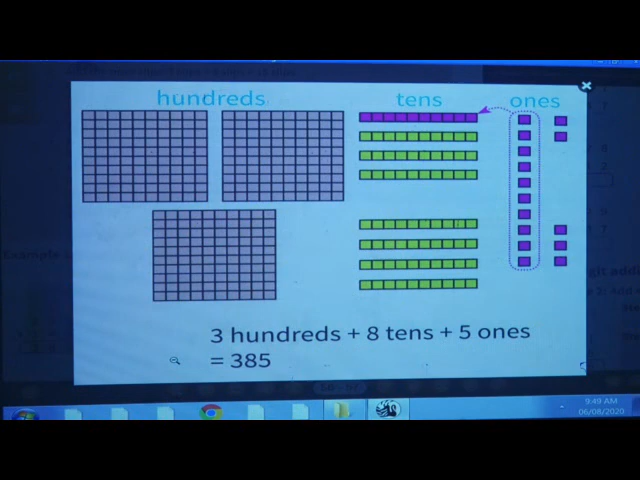 hundreds tens ones
3 hundreds + 8 tens + 5 ones
= 385
9:49 AM
06/08/2020